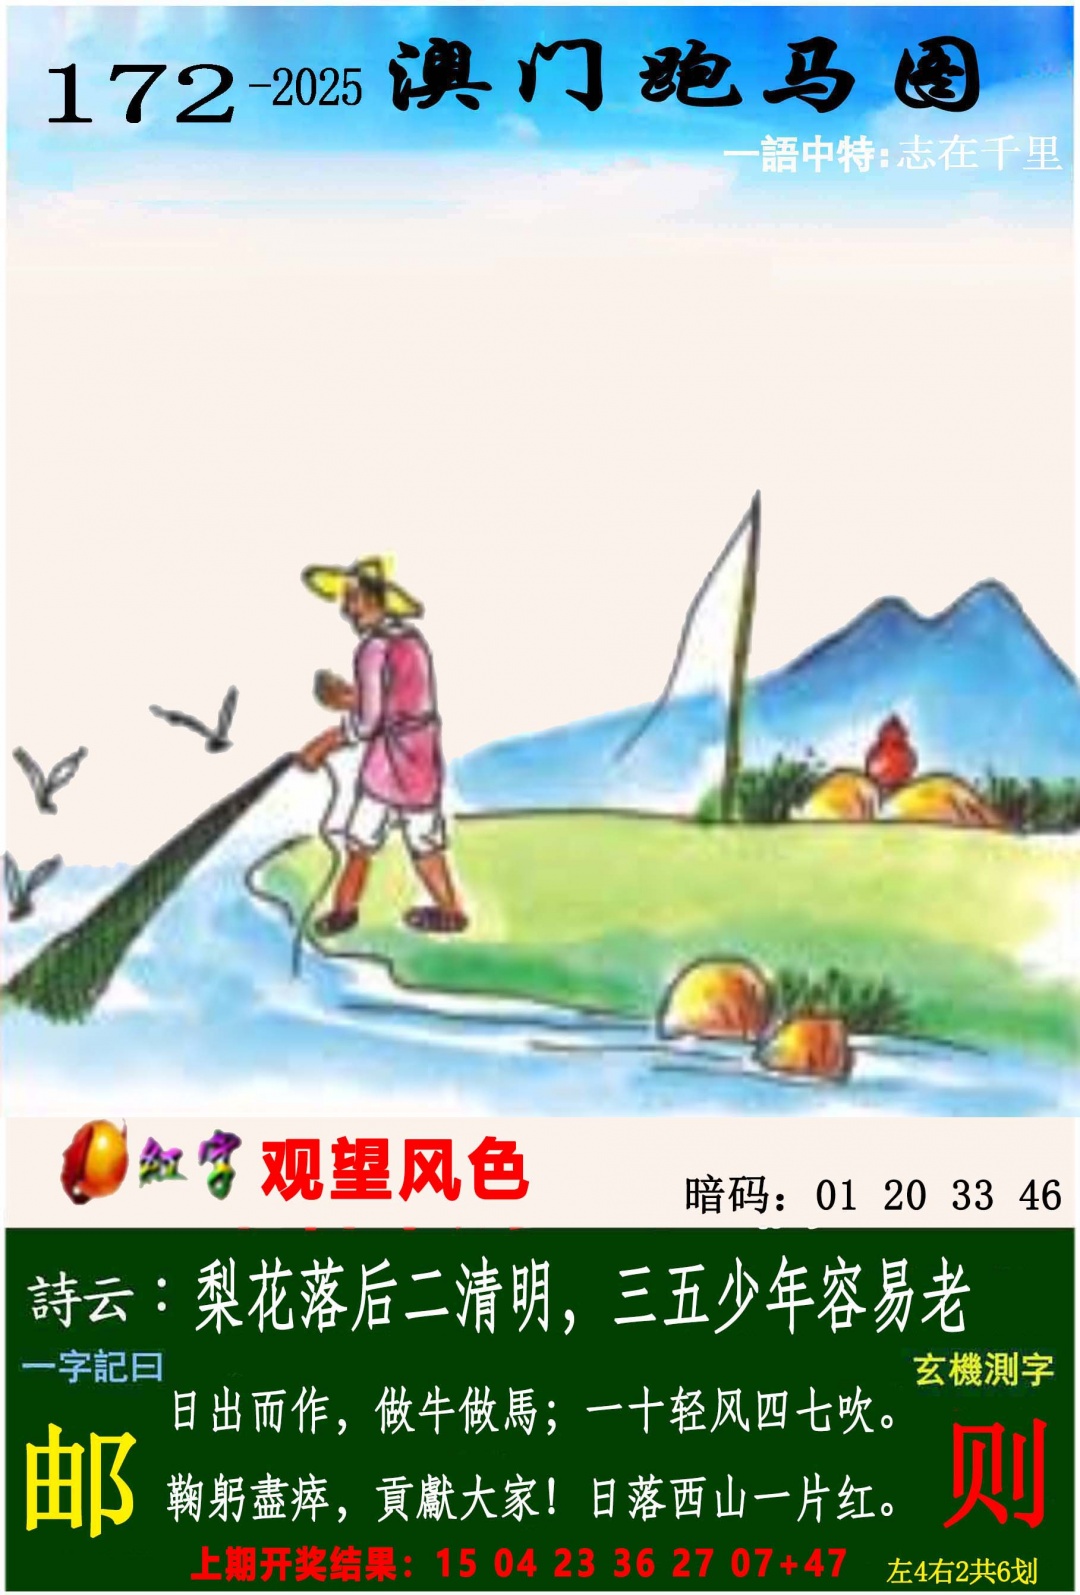 172-2025 澳门跑马图
一語中特:志在千里
红字 观望风色
暗码：01 20 33 46
詩云：梨花落后二清明，三五少年容易老
一字記曰
玄機測字
日出而作，做牛做馬；一十轻风四七吹。
邮
则
鞠躬盡瘁，貢獻大家！日落西山一片红。
上期开奖结果：15 04 23 36 27 07+47
左4右2共6划